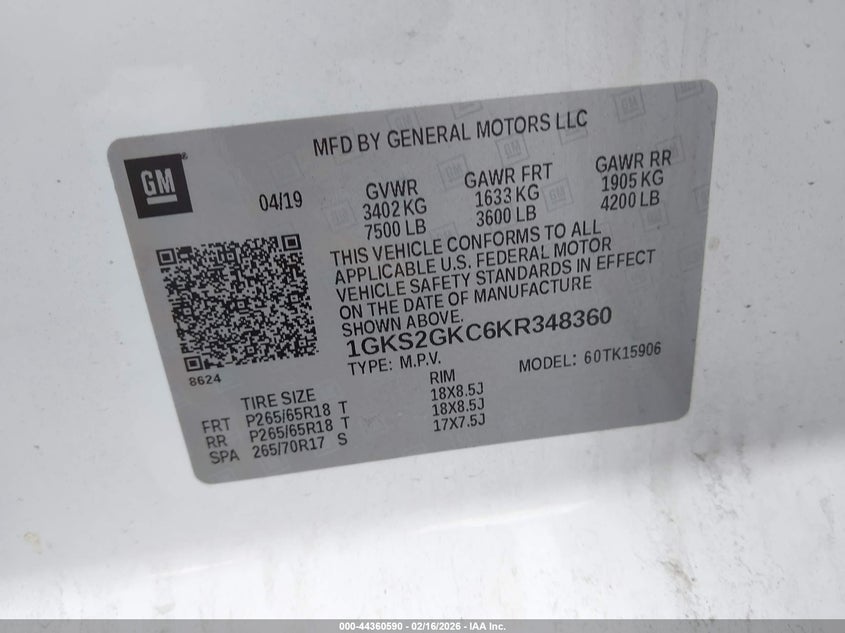 MFD BY GENERAL MOTORS LLC
GM
04/19
GVWR
3402 KG
7500 LB
GAWR FRT
1633 KG
3600 LB
GAWR RR
1905 KG
4200 LB
THIS VEHICLE CONFORMS TO ALL
APPLICABLE U.S. FEDERAL MOTOR
VEHICLE SAFETY STANDARDS IN EFFECT
ON THE DATE OF MANUFACTURE
SHOWN ABOVE.
1GKS2GKC6KR348360
TYPE: M.P.V.
MODEL: 60TK15906
8624
TIRE SIZE RIM
FRT P265/65R18 T 18X8.5J
RR P265/65R18 T 18X8.5J
SPA 265/70R17 S 17X7.5J
000-44360590 - 02/16/2026 - IAA Inc.